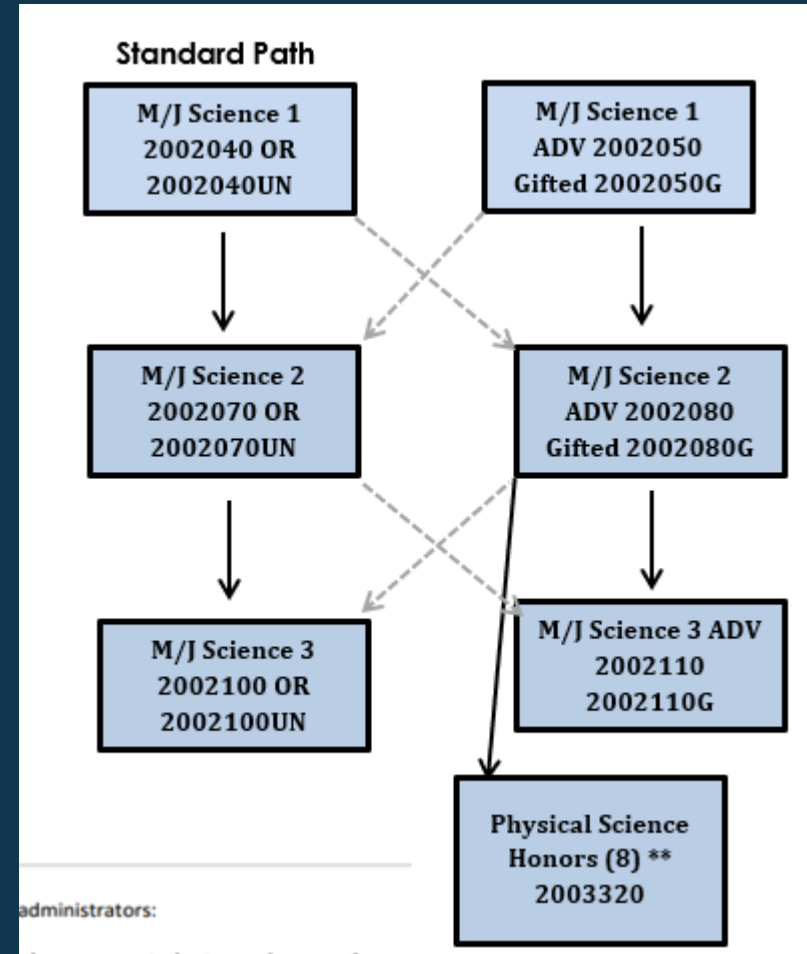 Standard Path
M/J Science 1
2002040 OR
2002040UN
M/J Science 1
ADV 2002050
Gifted 2002050G
M/J Science 2
2002070 OR
2002070UN
M/J Science 2
ADV 2002080
Gifted 2002080G
M/J Science 3
2002100 OR
2002100UN
M/J Science 3 ADV
2002110
2002110G
Physical Science
Honors (8) **
2003320
administrators: